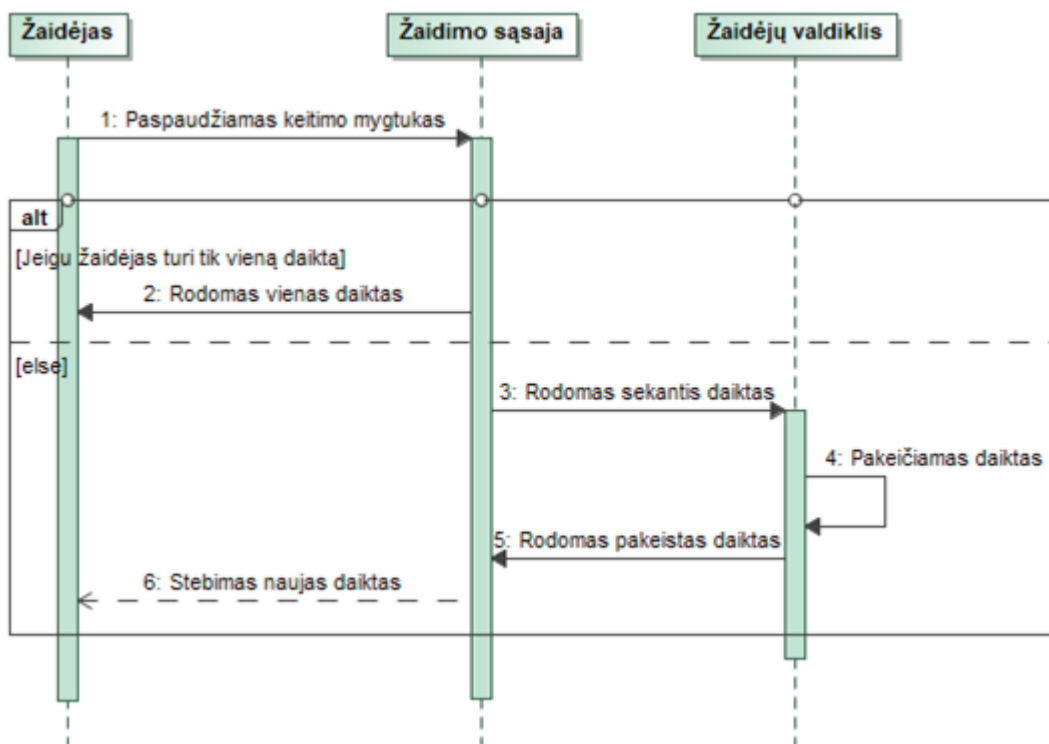 Žaidėjas
Žaidimo sąsaja
Žaidėjų valdiklis
1: Paspaudžiamas keitimo mygtukas
alt
[Jeigu žaidėjas turi tik vieną daiktą]
2: Rodomas vienas daiktas
[else]
3: Rodomas sekantis daiktas
4: Pakeičiamas daiktas
5: Rodomas pakeistas daiktas
6: Stebimas naujas daiktas